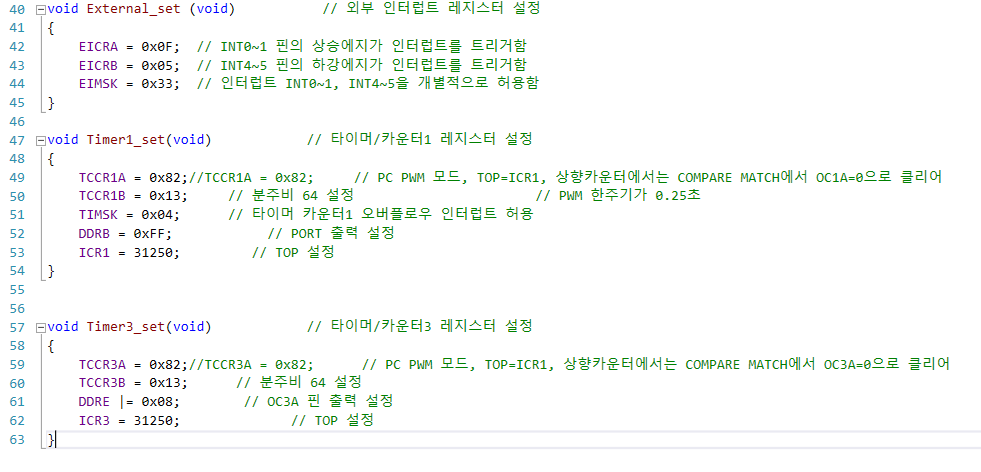 40 void External_set (void) // 외부 인터럽트 레지스터 설정
41 {
42 EICRA = 0x0F; // INT0~1 핀의 상승에지가 인터럽트를 트리거함
43 EICRB = 0x05; // INT4~5 핀의 하강에지가 인터럽트를 트리거함
44 EIMSK = 0x33; // 인터럽트 INT0~1, INT4~5을 개별적으로 허용함
45 }
46
47 void Timer1_set(void) // 타이머/카운터1 레지스터 설정
48 {
49 TCCR1A = 0x82;//TCCR1A = 0x82; // PC PWM 모드, TOP=ICR1, 상향카운터에서는 COMPARE MATCH에서 OC1A=0으로 클리어
50 TCCR1B = 0x13; // 분주비 64 설정 // PWM 한주기가 0.25초
51 TIMSK = 0x04; // 타이머 카운터1 오버플로우 인터럽트 허용
52 DDRB = 0xFF; // PORT 출력 설정
53 ICR1 = 31250; // TOP 설정
54 }
55
56
57 void Timer3_set(void) // 타이머/카운터3 레지스터 설정
58 {
59 TCCR3A = 0x82;//TCCR3A = 0x82; // PC PWM 모드, TOP=ICR1, 상향카운터에서는 COMPARE MATCH에서 OC3A=0으로 클리어
60 TCCR3B = 0x13; // 분주비 64 설정
61 DDRE |= 0x08; // OC3A 핀 출력 설정
62 ICR3 = 31250; // TOP 설정
63 }